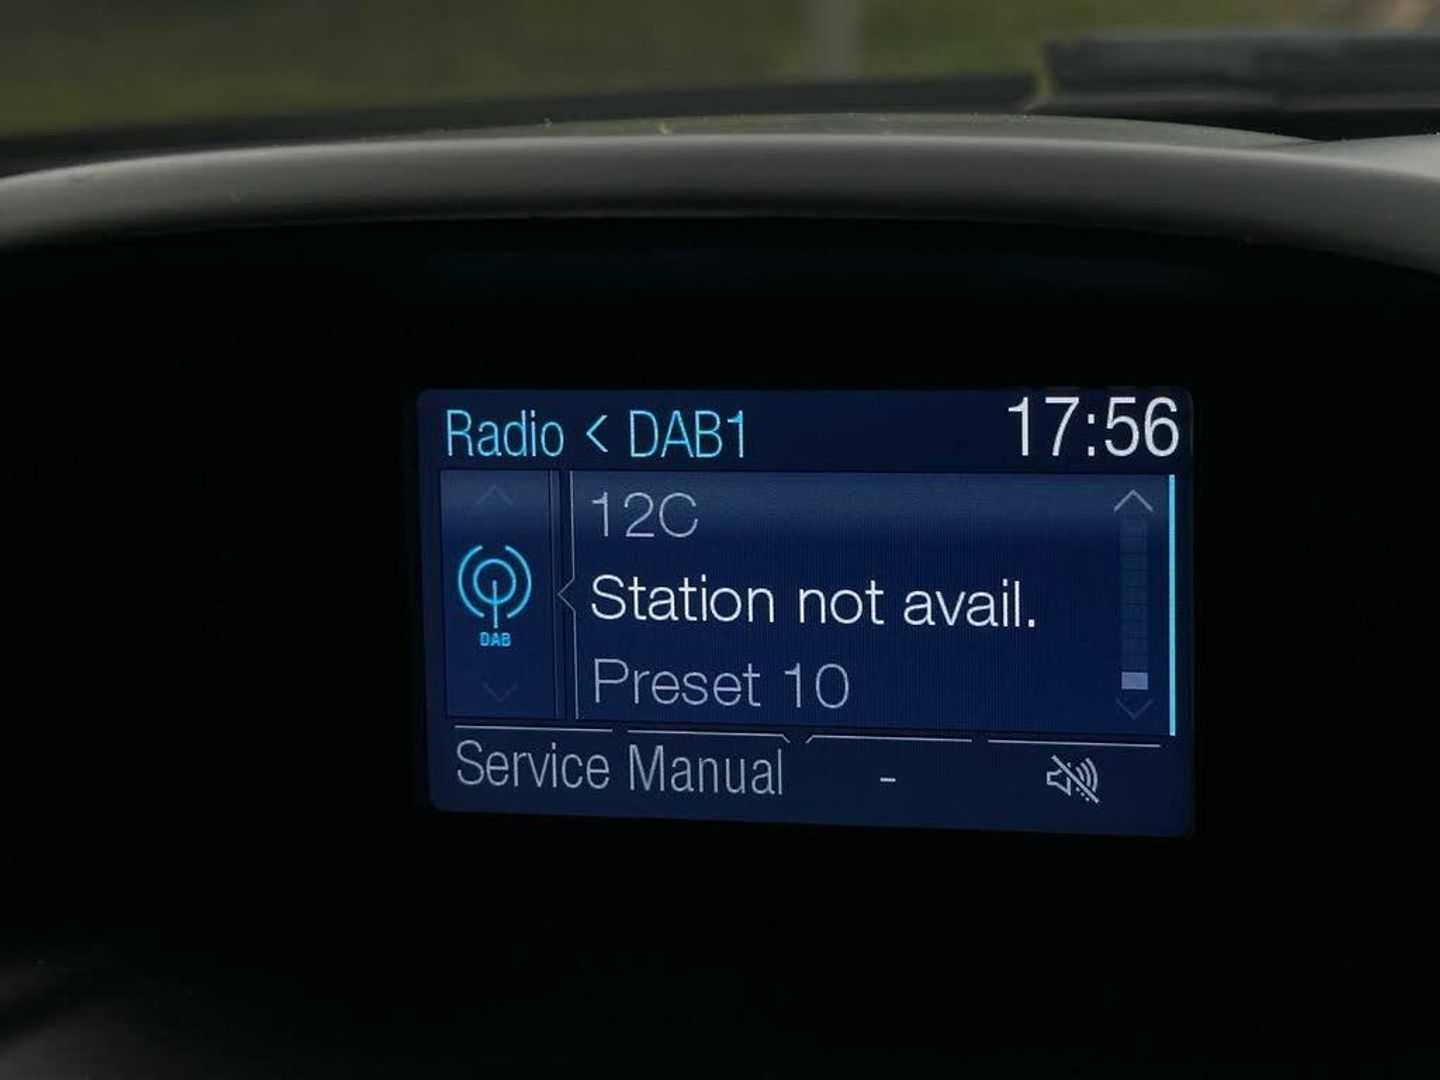 Radio < DAB1 17:56
12C
Station not avail.
DAB
Preset 10
Service Manual -